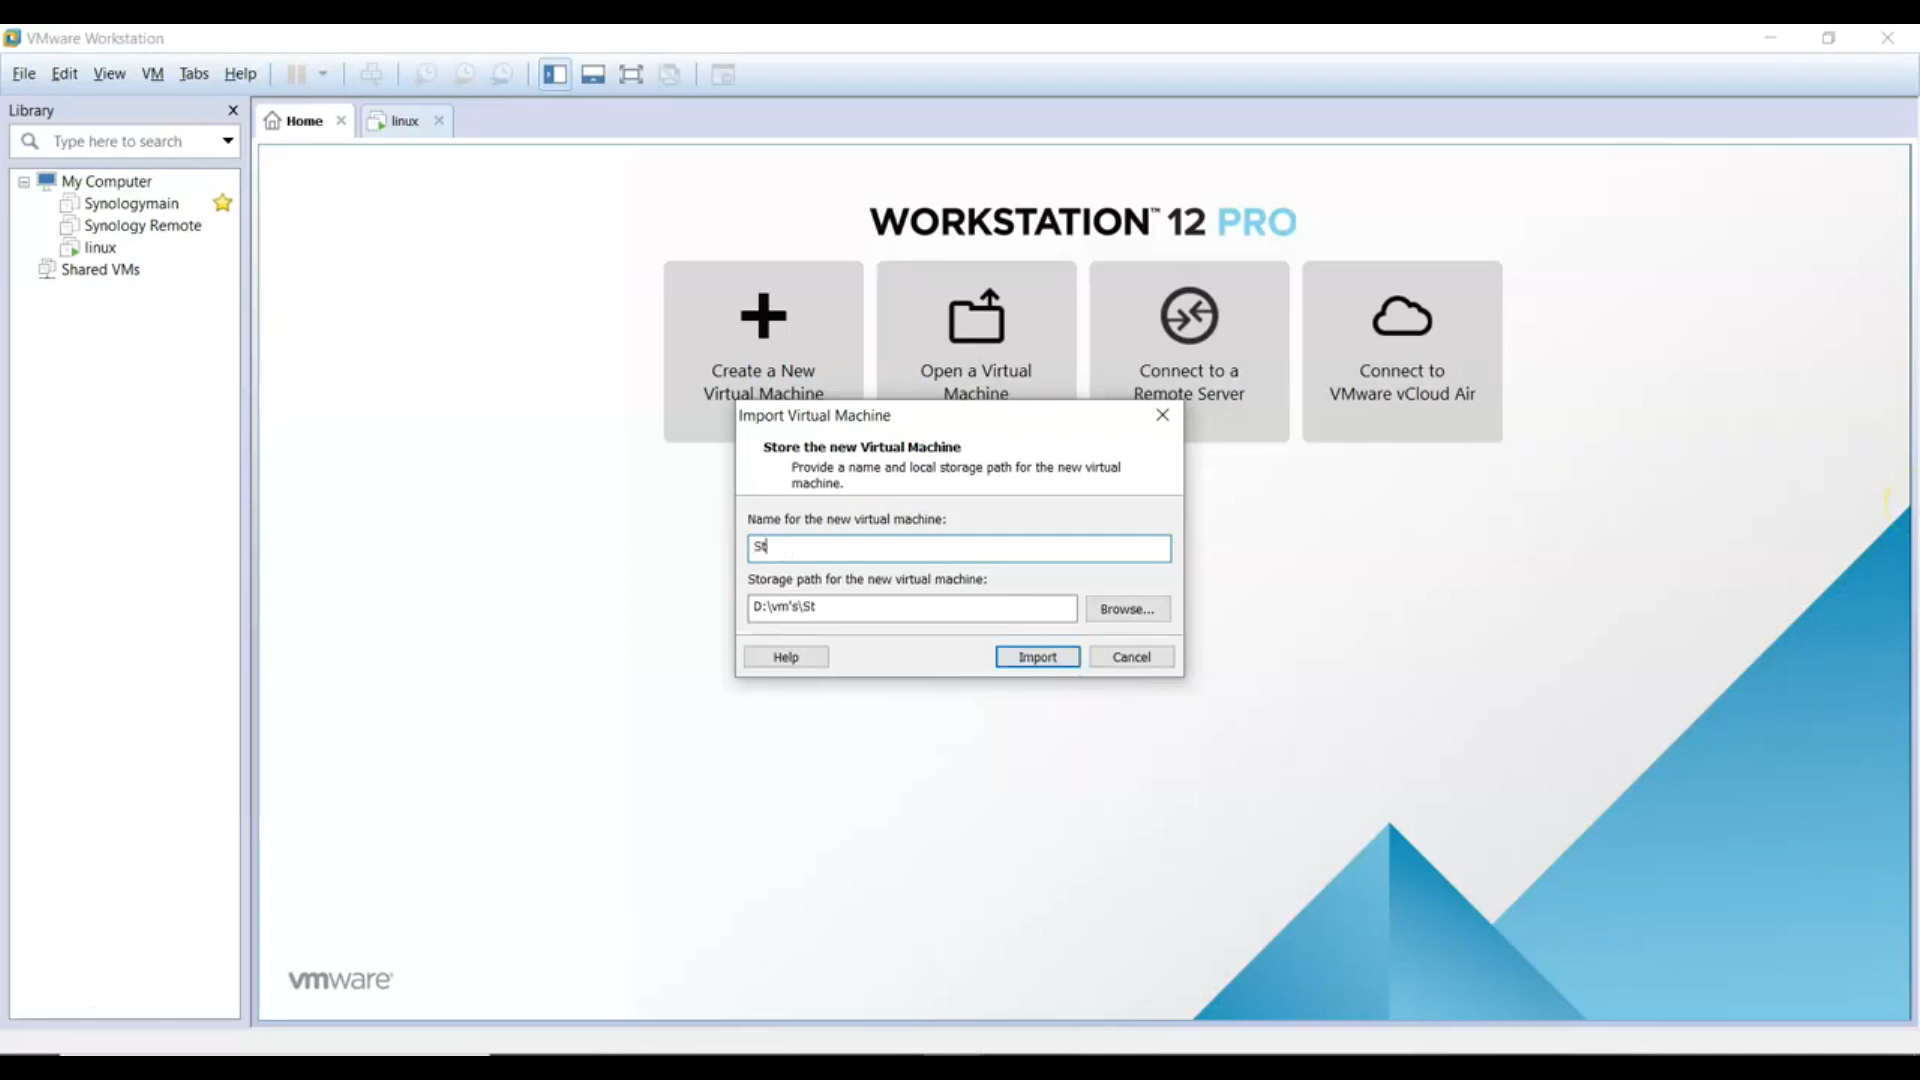 VMware Workstation
File Edit View VM Tabs Help
Library
Type here to search
Home
linux
My Computer
Synologymain
Synology Remote
linux
Shared VMs
WORKSTATION™ 12 PRO
Create a New
Virtual Machine
Open a Virtual
Machine
Connect to a
Remote Server
Connect to
VMware vCloud Air
Import Virtual Machine
Store the new Virtual Machine
Provide a name and local storage path for the new virtual
machine.
Name for the new virtual machine:
St
Storage path for the new virtual machine:
D:\vm's\St
Browse...
Help
Import
Cancel
vmware